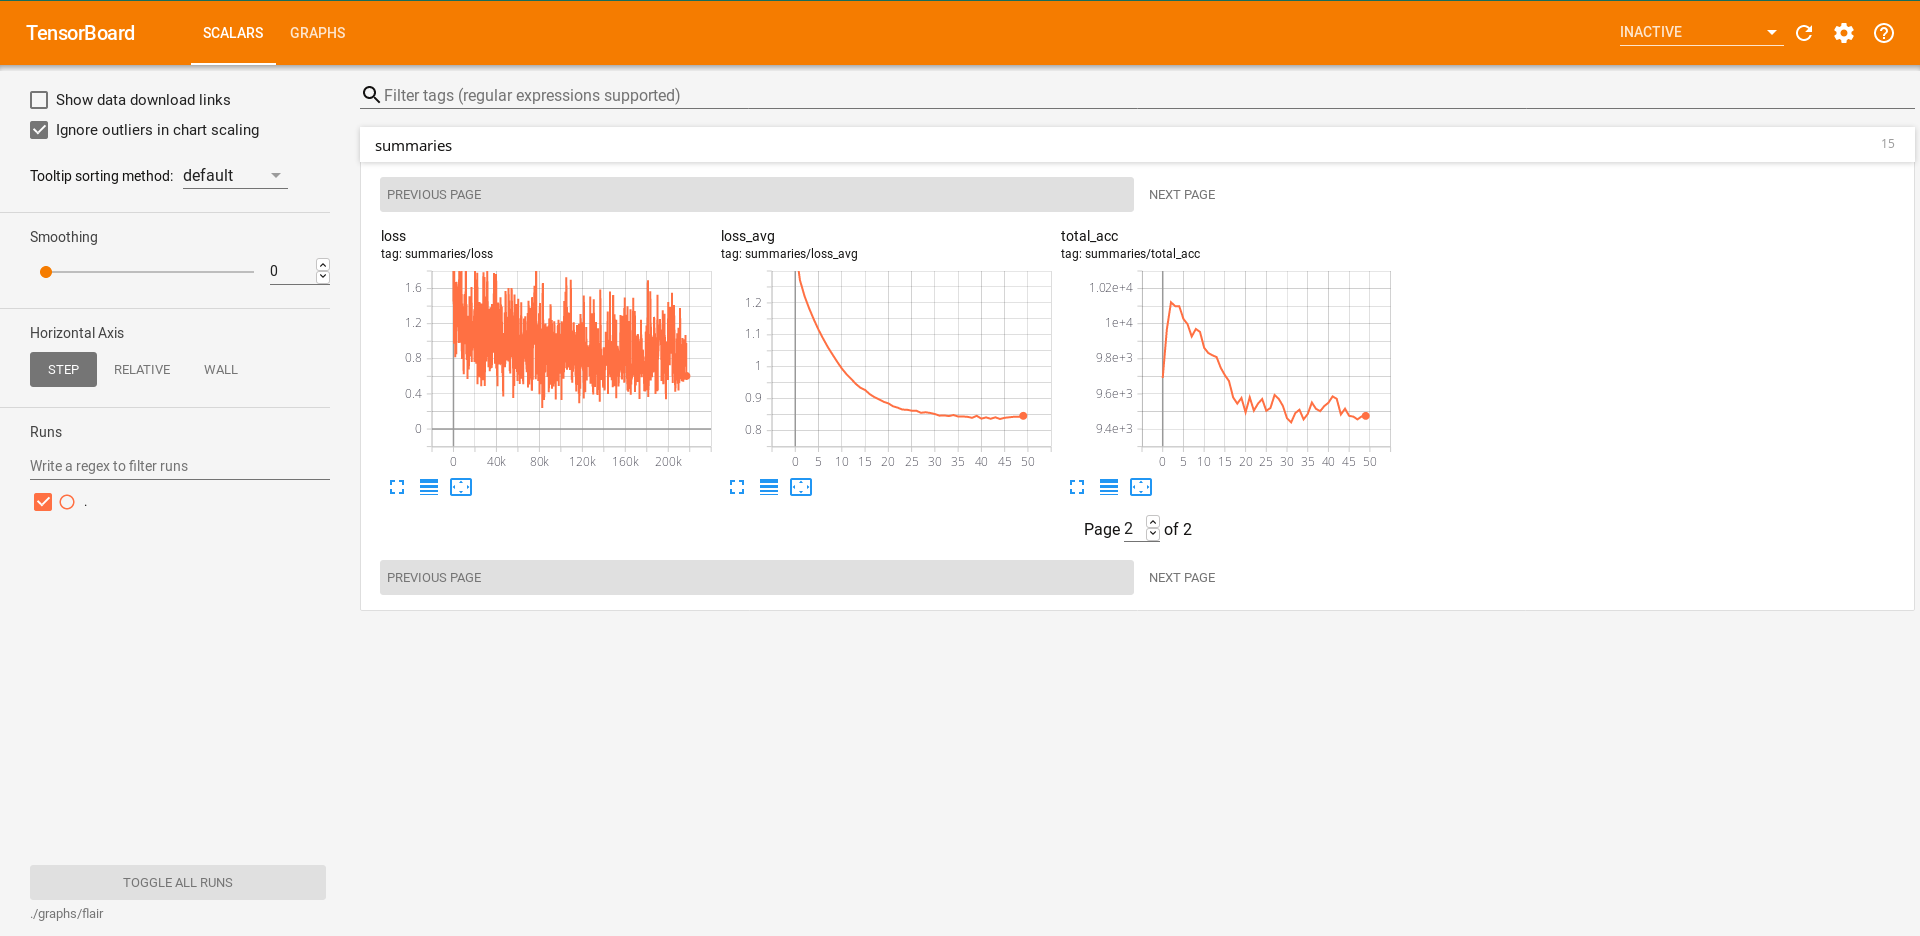 TensorBoard SCALARS GRAPHS INACTIVE
Show data download links
Ignore outliers in chart scaling
Tooltip sorting method: default
Smoothing
0
Horizontal Axis
STEP RELATIVE WALL
Runs
Write a regex to filter runs
.
TOGGLE ALL RUNS
./graphs/flair
Filter tags (regular expressions supported)
summaries 15
PREVIOUS PAGE NEXT PAGE
loss
tag: summaries/loss
1.6
1.2
0.8
0.4
0
0 40k 80k 120k 160k 200k
loss_avg
tag: summaries/loss_avg
1.2
1.1
1
0.9
0.8
0 5 10 15 20 25 30 35 40 45 50
total_acc
tag: summaries/total_acc
1.02e+4
1e+4
9.8e+3
9.6e+3
9.4e+3
0 5 10 15 20 25 30 35 40 45 50
Page 2 of 2
PREVIOUS PAGE NEXT PAGE